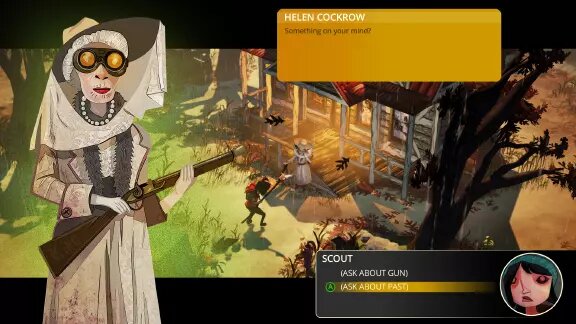 HELEN COCKROW
Something on your mind?
SCOUT
(ASK ABOUT GUN)
A (ASK ABOUT PAST)